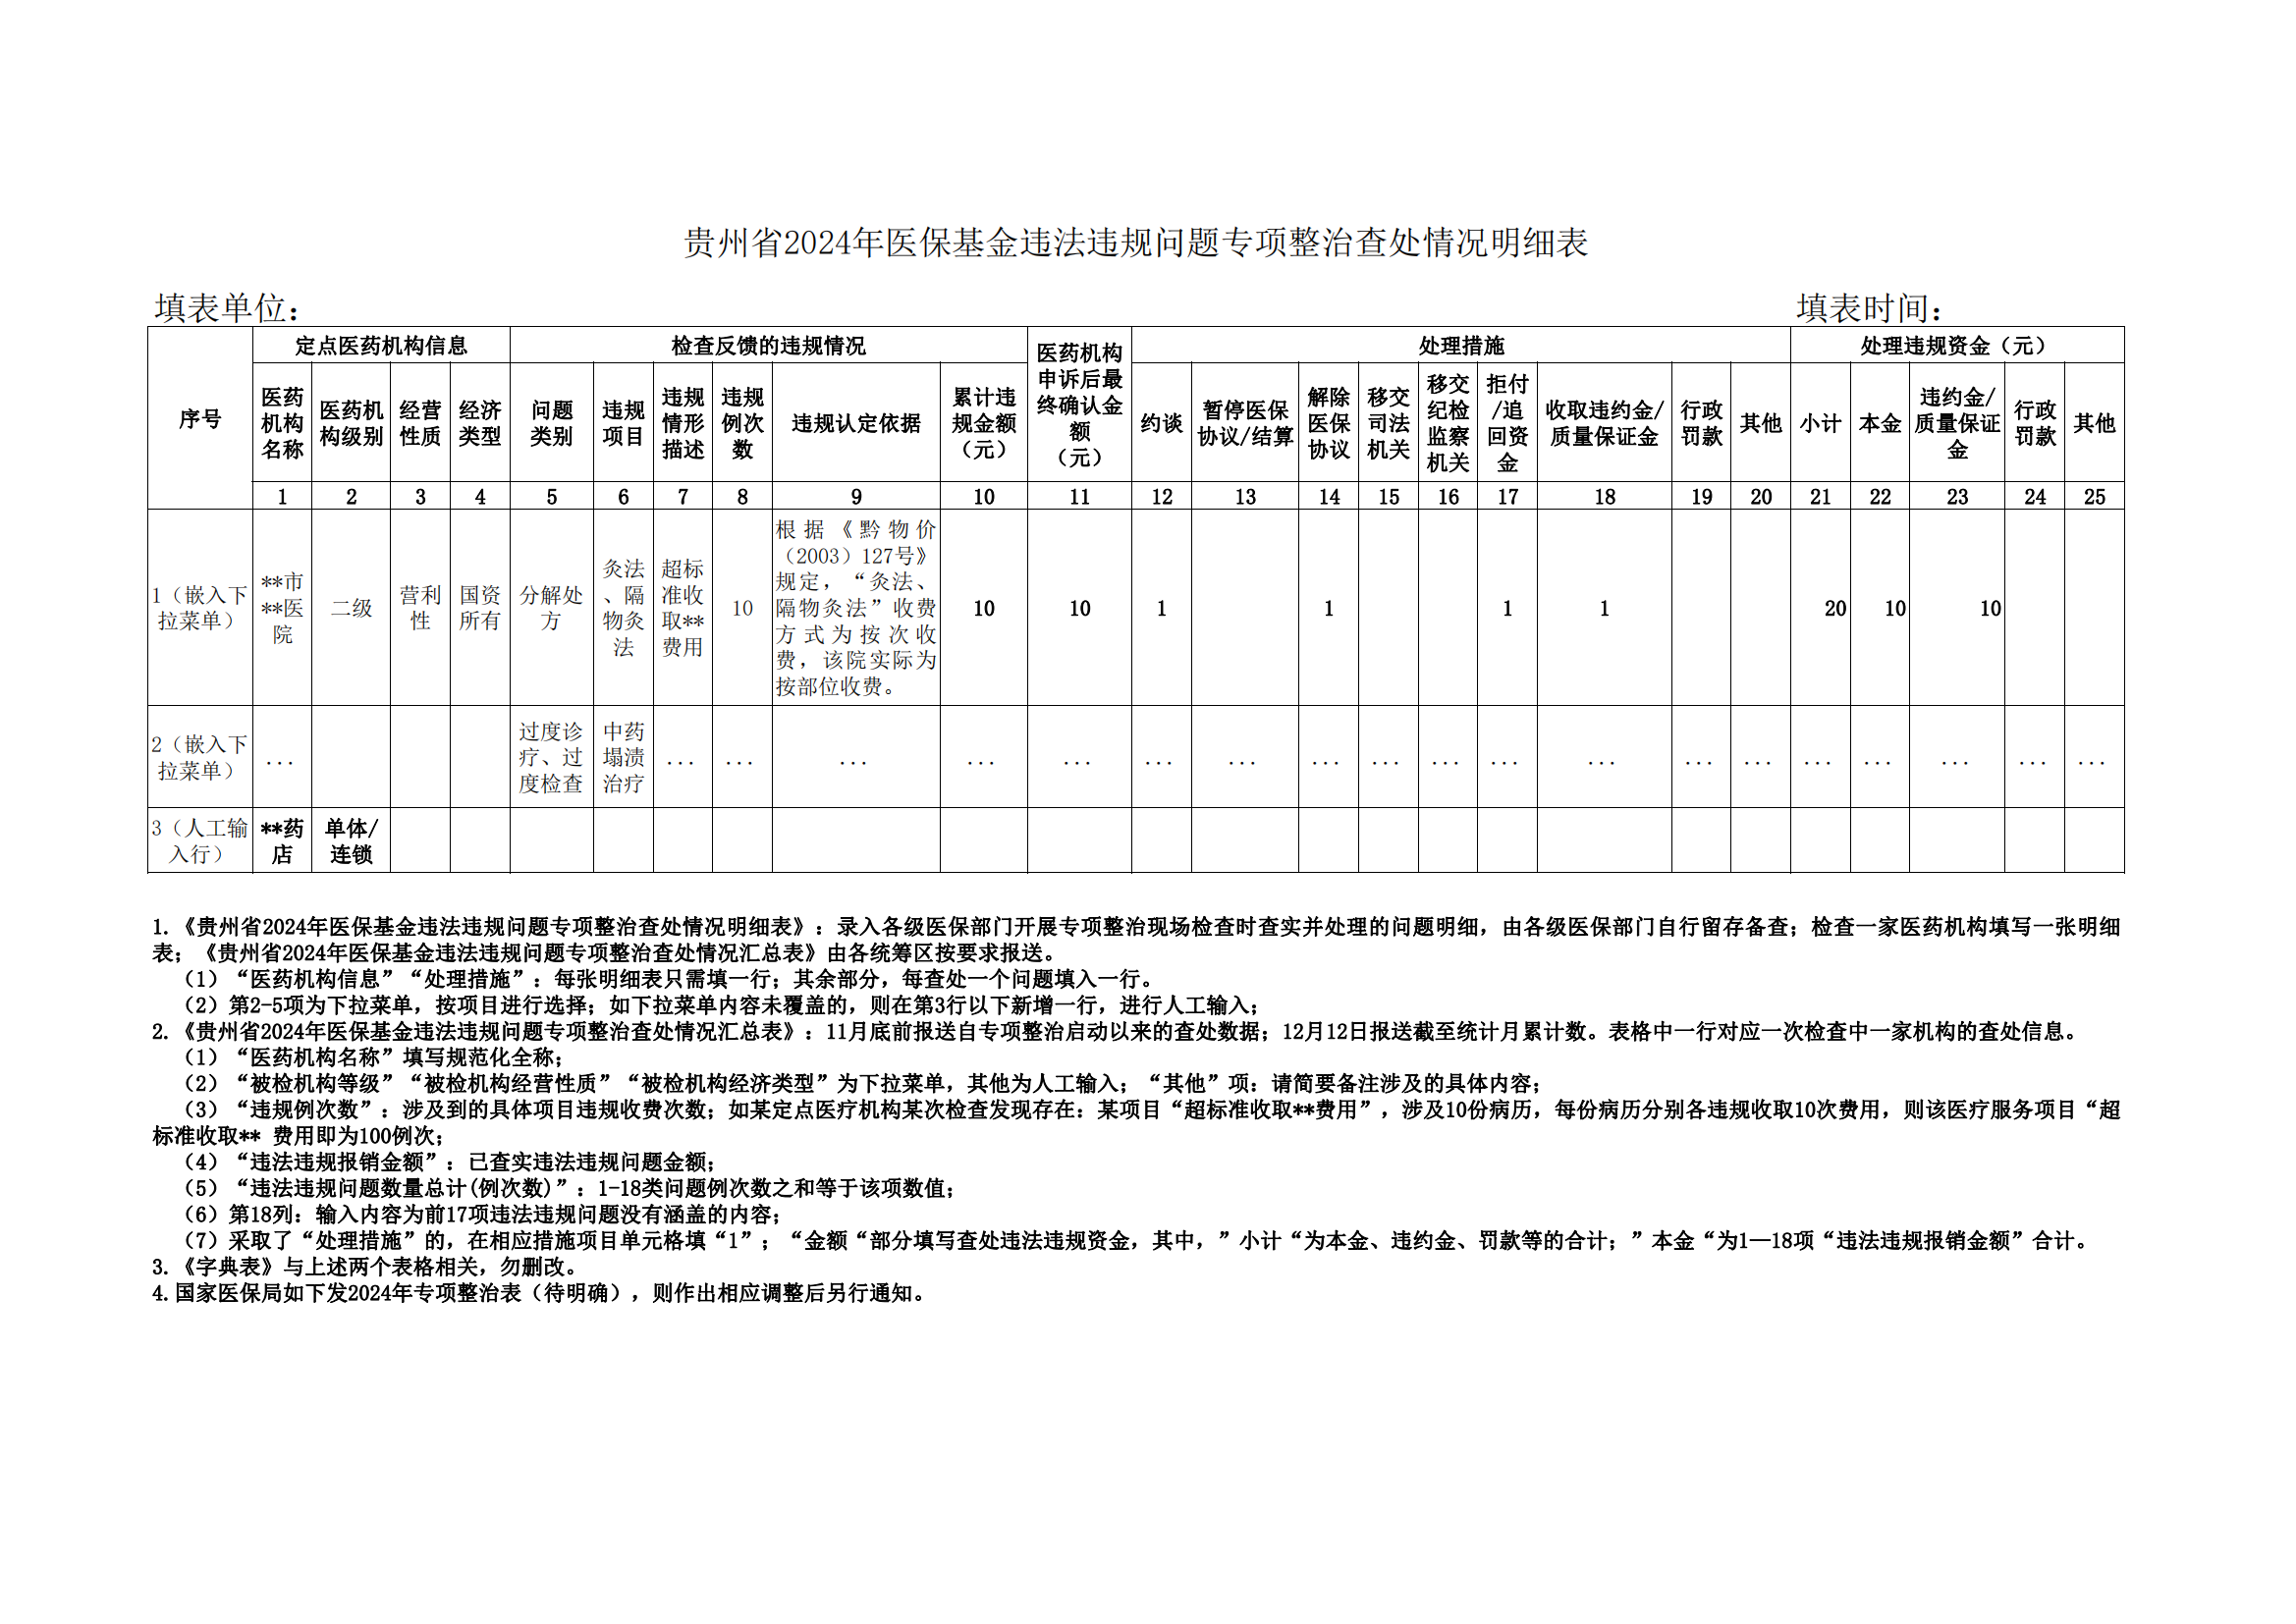 贵州省2024年医保基金违法违规问题专项整治查处情况明细表
填表单位：
填表时间：
序号
定点医药机构信息
检查反馈的违规情况
医药机构
申诉后最
终确认金
额
（元）
处理措施
处理违规资金（元）
医药
机构
名称
医药机
构级别
经营
性质
经济
类型
问题
类别
违规
项目
违规
情形
描述
违规
例次
数
违规认定依据
累计违
规金额
（元）
约谈
暂停医保
协议/结算
解除
医保
协议
移交
司法
机关
移交
纪检
监察
机关
拒付
/追
回资
金
收取违约金/
质量保证金
行政
罚款
其他
小计
本金
违约金/
质量保证
金
行政
罚款
其他
1 2 3 4 5 6 7 8 9 10 11 12 13 14 15 16 17 18 19 20 21 22 23 24 25
1（嵌入下
拉菜单）
**市
**医
院
二级
营利
性
国资
所有
分解处
方
灸法
、隔
物灸
法
超标
准收
取**
费用
10
根据《黔物价
（2003）127号》
规定，“灸法、
隔物灸法”收费
方式为按次收
费，该院实际为
按部位收费。
10
10
1
1
1
1
20
10
10
2（嵌入下
拉菜单）
...
过度诊
疗、过
度检查
中药
塌渍
治疗
... ... ... ... ... ... ... ... ... ... ... ... ... ... ... ... ... ... ...
3（人工输
入行）
**药
店
单体/
连锁
1.《贵州省2024年医保基金违法违规问题专项整治查处情况明细表》：录入各级医保部门开展专项整治现场检查时查实并处理的问题明细，由各级医保部门自行留存备查；检查一家医药机构填写一张明细
表；《贵州省2024年医保基金违法违规问题专项整治查处情况汇总表》由各统筹区按要求报送。
（1）“医药机构信息”“处理措施”：每张明细表只需填一行；其余部分，每查处一个问题填入一行。
（2）第2-5项为下拉菜单，按项目进行选择；如下拉菜单内容未覆盖的，则在第3行以下新增一行，进行人工输入；
2.《贵州省2024年医保基金违法违规问题专项整治查处情况汇总表》：11月底前报送自专项整治启动以来的查处数据；12月12日报送截至统计月累计数。表格中一行对应一次检查中一家机构的查处信息。
（1）“医药机构名称”填写规范化全称；
（2）“被检机构等级”“被检机构经营性质”“被检机构经济类型”为下拉菜单，其他为人工输入；“其他”项：请简要备注涉及的具体内容；
（3）“违规例次数”：涉及到的具体项目违规收费次数；如某定点医疗机构某次检查发现存在：某项目“超标准收取**费用”，涉及10份病历，每份病历分别各违规收取10次费用，则该医疗服务项目“超
标准收取** 费用即为100例次；
（4）“违法违规报销金额”：已查实违法违规问题金额；
（5）“违法违规问题数量总计(例次数)”：1-18类问题例次数之和等于该项数值；
（6）第18列：输入内容为前17项违法违规问题没有涵盖的内容；
（7）采取了“处理措施”的，在相应措施项目单元格填“1”；“金额“部分填写查处违法违规资金，其中，”小计“为本金、违约金、罚款等的合计；”本金“为1—18项“违法违规报销金额”合计。
3.《字典表》与上述两个表格相关，勿删改。
4.国家医保局如下发2024年专项整治表（待明确），则作出相应调整后另行通知。